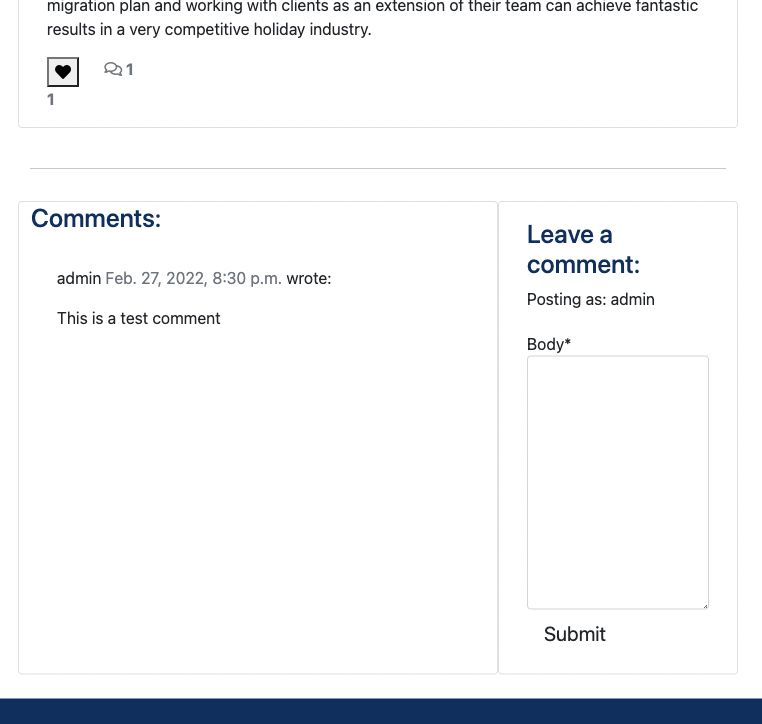 migration plan and working with clients as an extension of their team can achieve fantastic
results in a very competitive holiday industry.
1
1
Comments:
admin Feb. 27, 2022, 8:30 p.m. wrote:
This is a test comment
Leave a
comment:
Posting as: admin
Body*
Submit